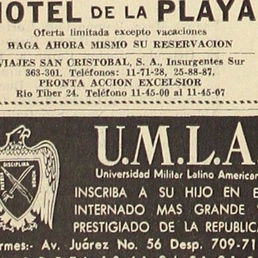 HOTEL DE LA PLAYA
Oferta limitada excepto vacaciones
HAGA AHORA MISMO SU RESERVACION
VIAJES SAN CRISTOBAL, S. A., Insurgentes Sur
363-301. Teléfonos: 11-71-28, 25-88-87,
PRONTA ACCION EXCELSIOR
Río Tíber 24. Teléfonos 11-45-00 al 11-45-07
DISCIPLINA
U.M.L.A
Universidad Militar Latino American
INSCRIBA A SU HIJO EN E
INTERNADO MAS GRANDE Y
PRESTIGIADO DE LA REPUBLICA
ormes:- Av. Juárez No. 56 Desp. 709-71